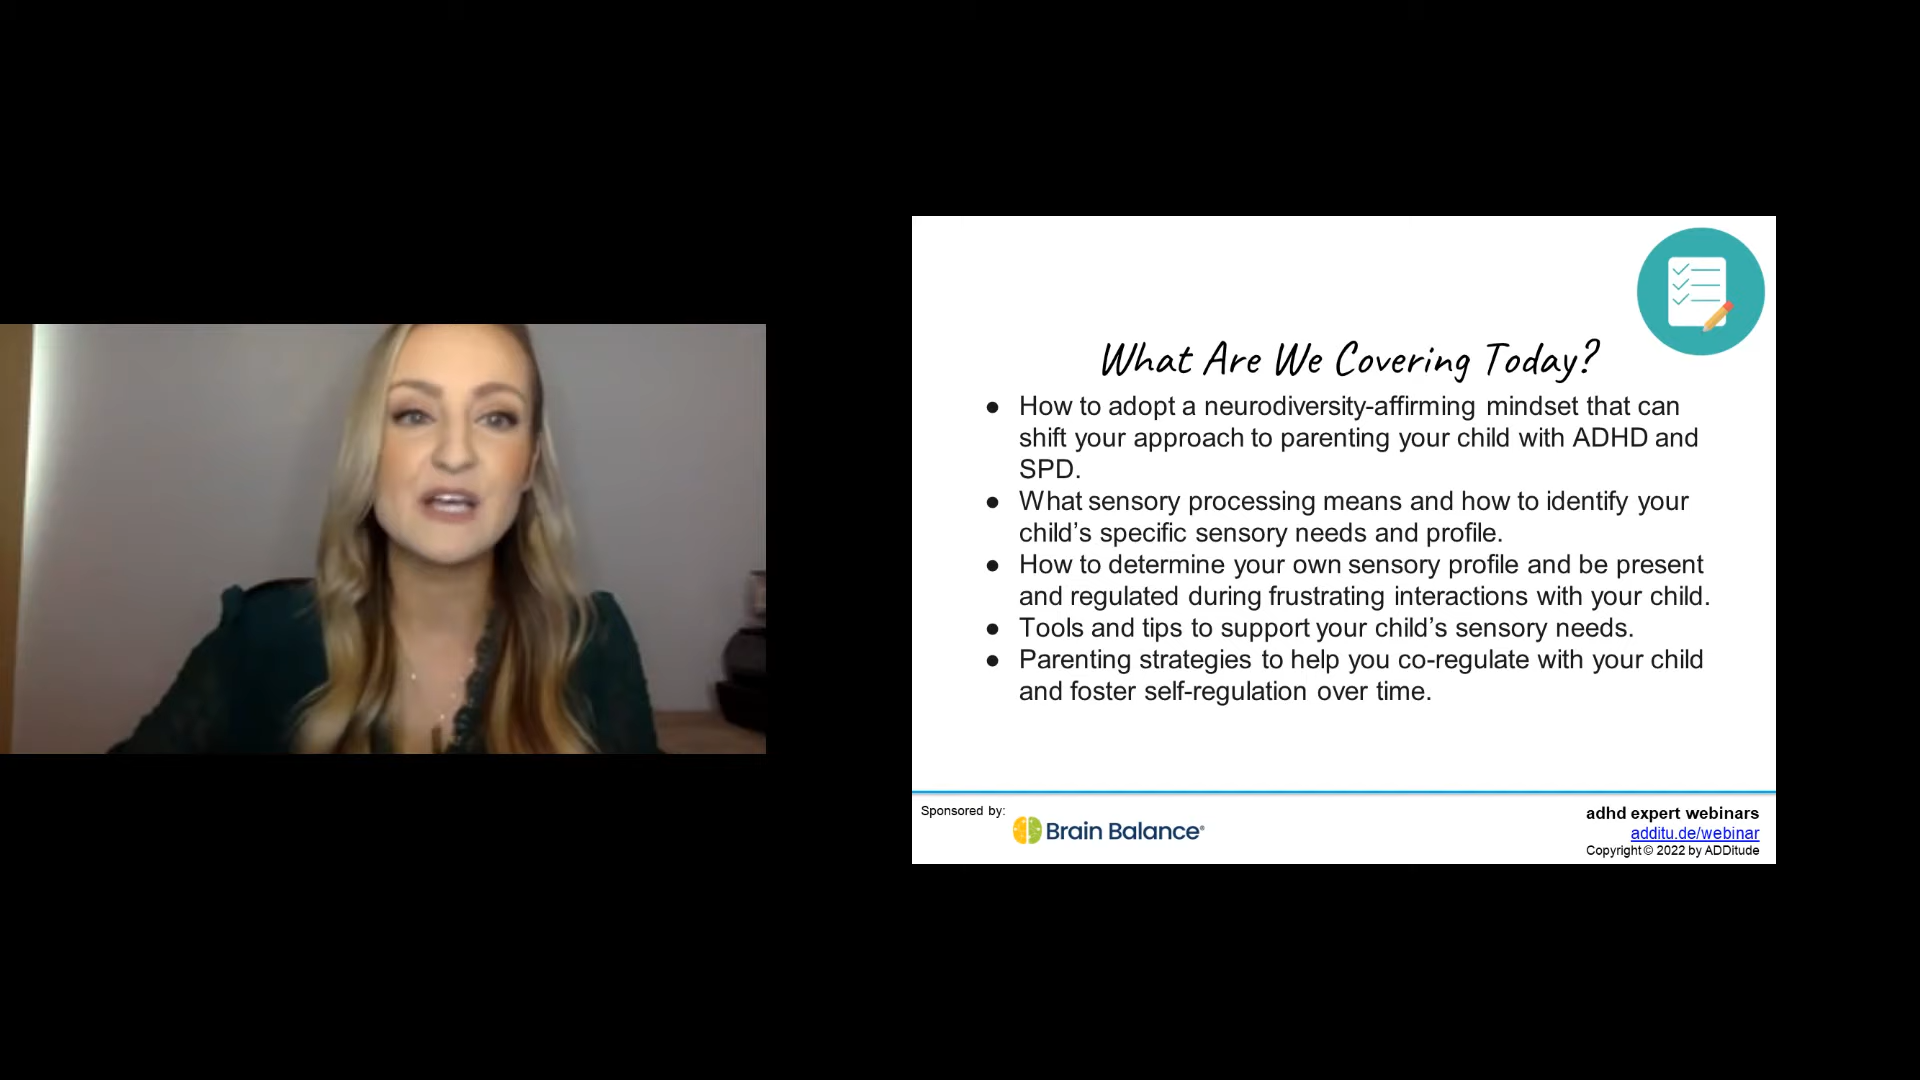 What Are We Covering Today?
● How to adopt a neurodiversity-affirming mindset that can
shift your approach to parenting your child with ADHD and
SPD.
● What sensory processing means and how to identify your
child’s specific sensory needs and profile.
● How to determine your own sensory profile and be present
and regulated during frustrating interactions with your child.
● Tools and tips to support your child’s sensory needs.
● Parenting strategies to help you co-regulate with your child
and foster self-regulation over time.
Sponsored by:
Brain Balance®
adhd expert webinars
additu.de/webinar
Copyright © 2022 by ADDitude